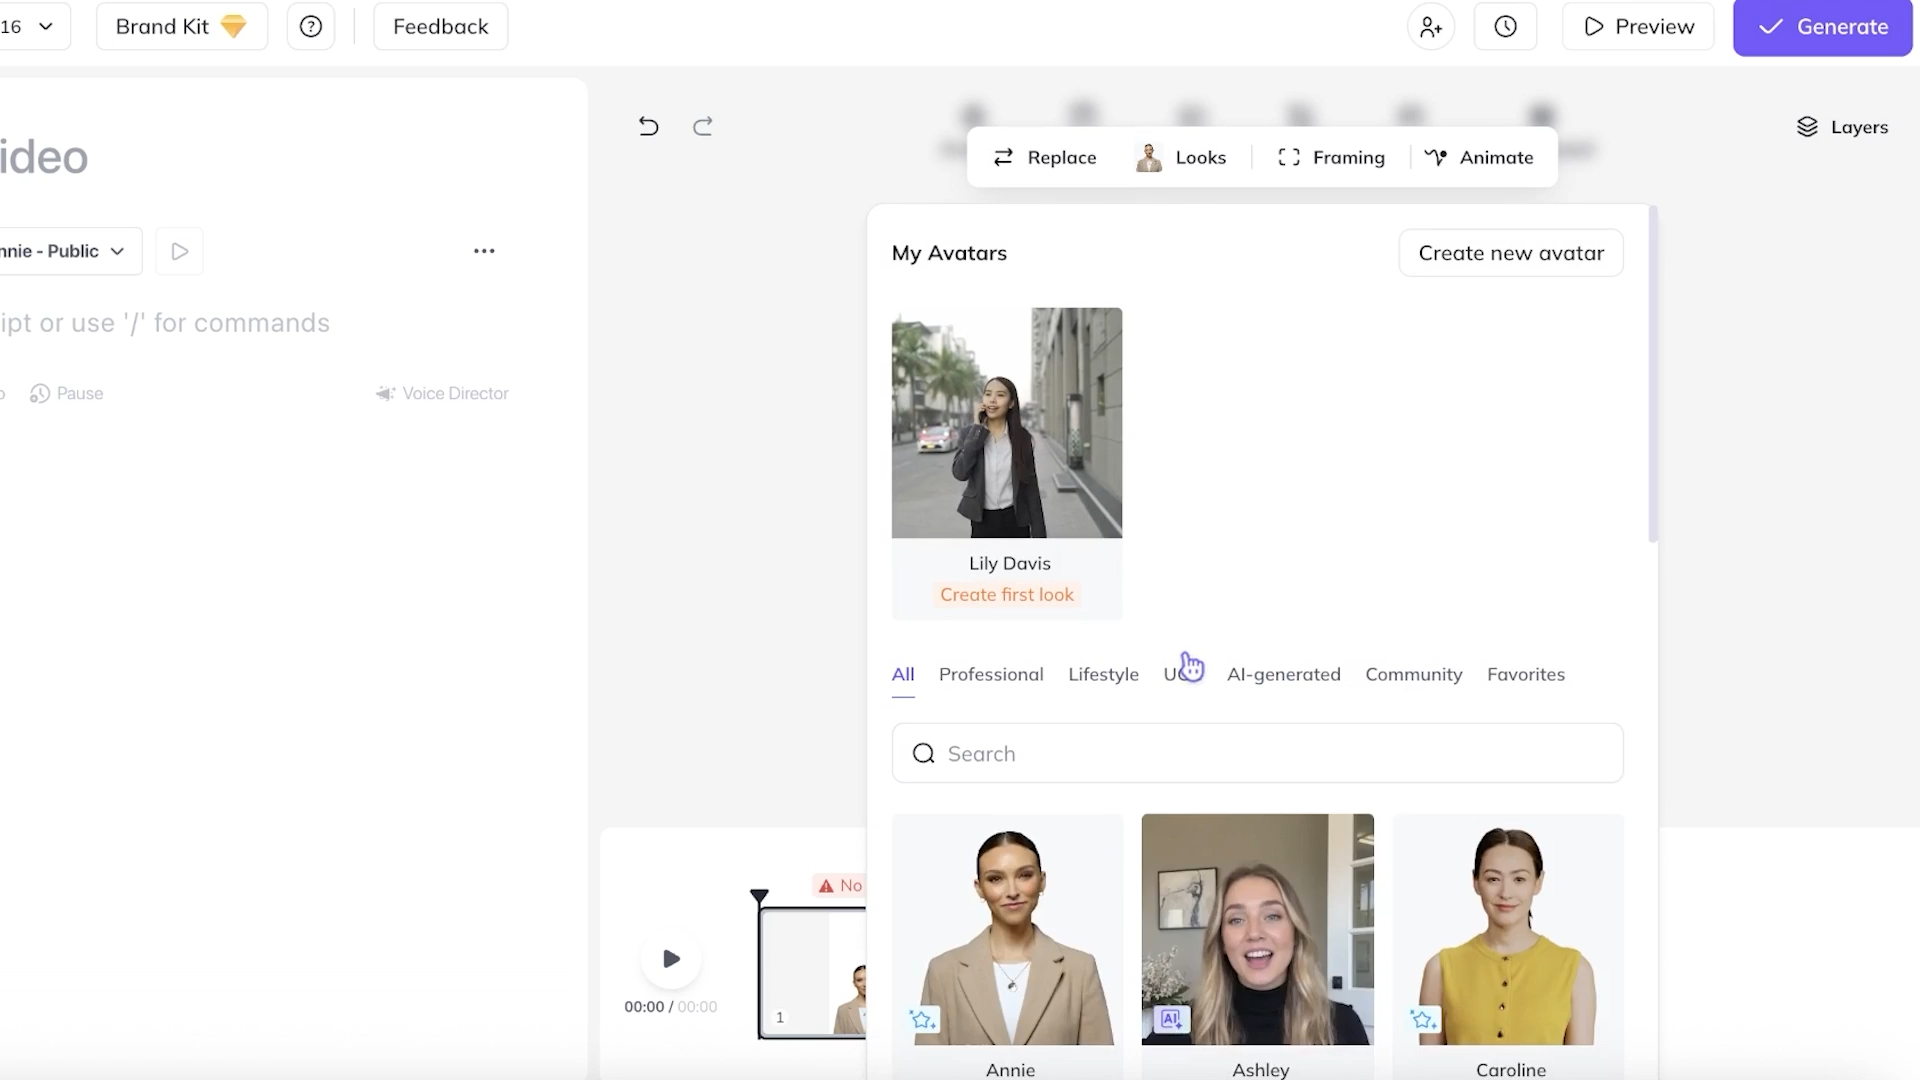 16
Brand Kit
Feedback
Preview
Generate
ideo
Replace
Looks
Framing
Animate
Layers
nnie - Public
My Avatars
Create new avatar
ipt or use '/' for commands
Pause
Voice Director
Lily Davis
Create first look
All
Professional
Lifestyle
AI-generated
Community
Favorites
Search
No
1
00:00 / 00:00
AI
Annie
Ashley
Caroline